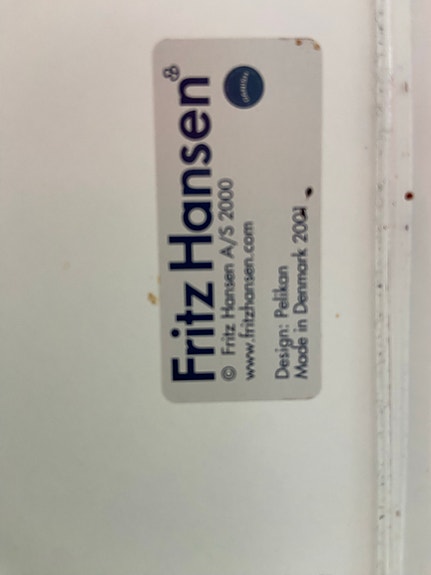 Fritz Hansen
© Fritz Hansen A/S 2000
www.fritzhansen.com
Design: Pelikan
Made in Denmark 2001